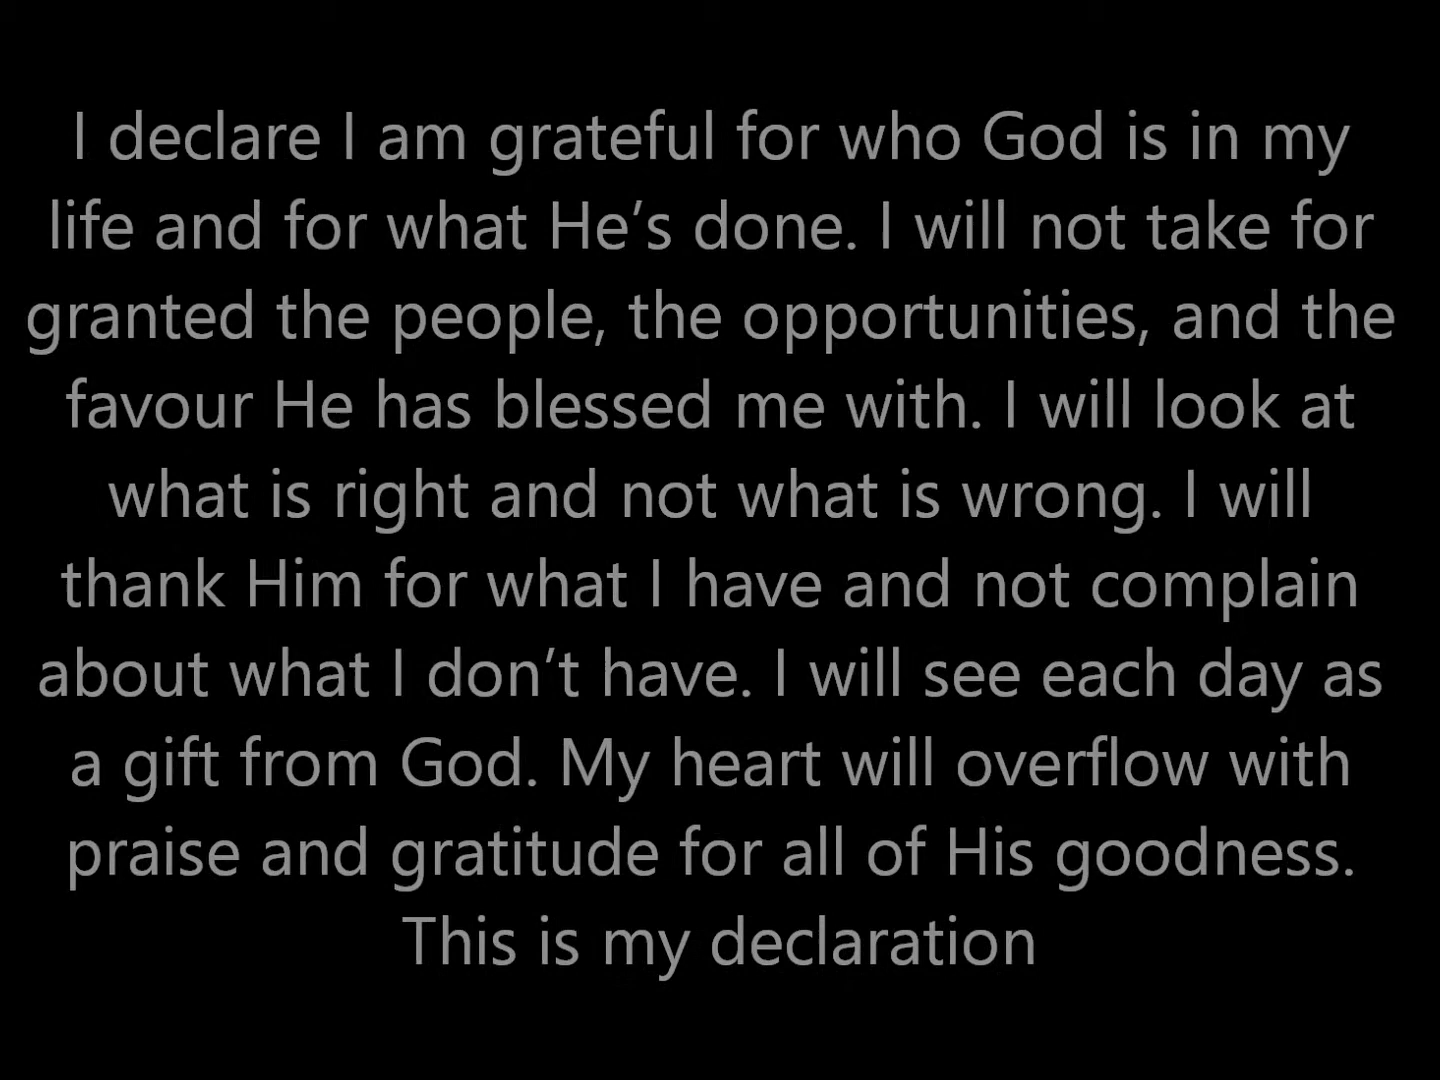 I declare I am grateful for who God is in my
life and for what He’s done. I will not take for
granted the people, the opportunities, and the
favour He has blessed me with. I will look at
what is right and not what is wrong. I will
thank Him for what I have and not complain
about what I don’t have. I will see each day as
a gift from God. My heart will overflow with
praise and gratitude for all of His goodness.
This is my declaration